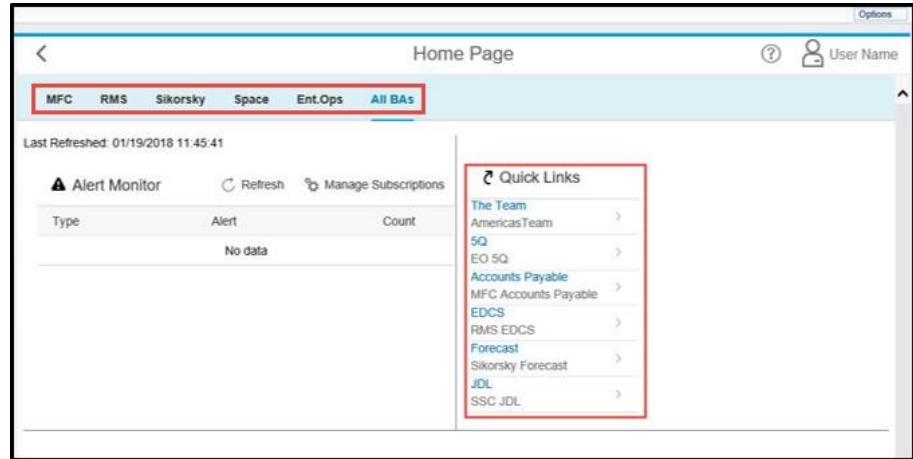 Options
Home Page
User Name
MFC RMS Sikorsky Space Ent.Ops All BAs
Last Refreshed: 01/19/2018 11:45:41
Alert Monitor Refresh Manage Subscriptions
Type Alert Count
No data
Quick Links
The Team
AmericasTeam
5Q
EO 5Q
Accounts Payable
MFC Accounts Payable
EDCS
RMS EDCS
Forecast
Sikorsky Forecast
JDL
SSC JDL